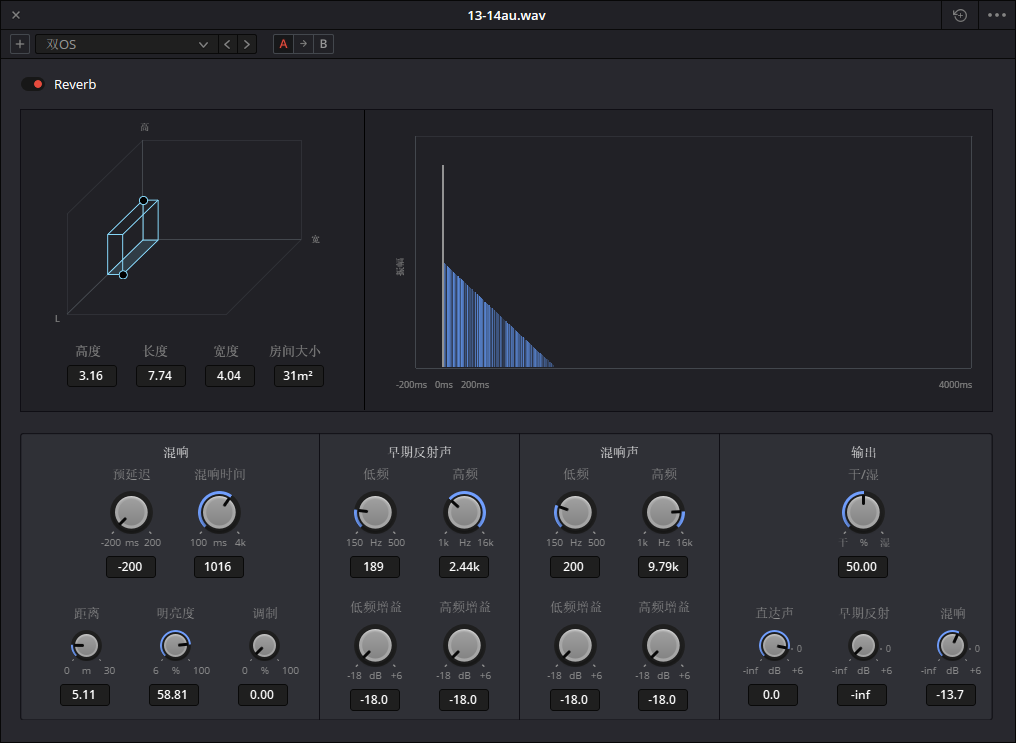 13-14au.wav
双OS
A B
Reverb
高
宽
L
高度 长度 宽度 房间大小
3.16 7.74 4.04 31m²
-200ms 0ms 200ms 4000ms
混响 早期反射声 混响声 输出
预延迟 混响时间 低频 高频 低频 高频 干/湿
-200 ms 200 100 ms 4k 150 Hz 500 1k Hz 16k 150 Hz 500 1k Hz 16k 干 % 湿
-200 1016 189 2.44k 200 9.79k 50.00
距离 明亮度 调制 低频增益 高频增益 低频增益 高频增益 直达声 早期反射 混响
0 0 0
0 m 30 6 % 100 0 % 100 -18 dB +6 -18 dB +6 -18 dB +6 -18 dB +6 -inf dB +6 -inf dB +6 -inf dB +6
5.11 58.81 0.00 -18.0 -18.0 -18.0 -18.0 0.0 -inf -13.7